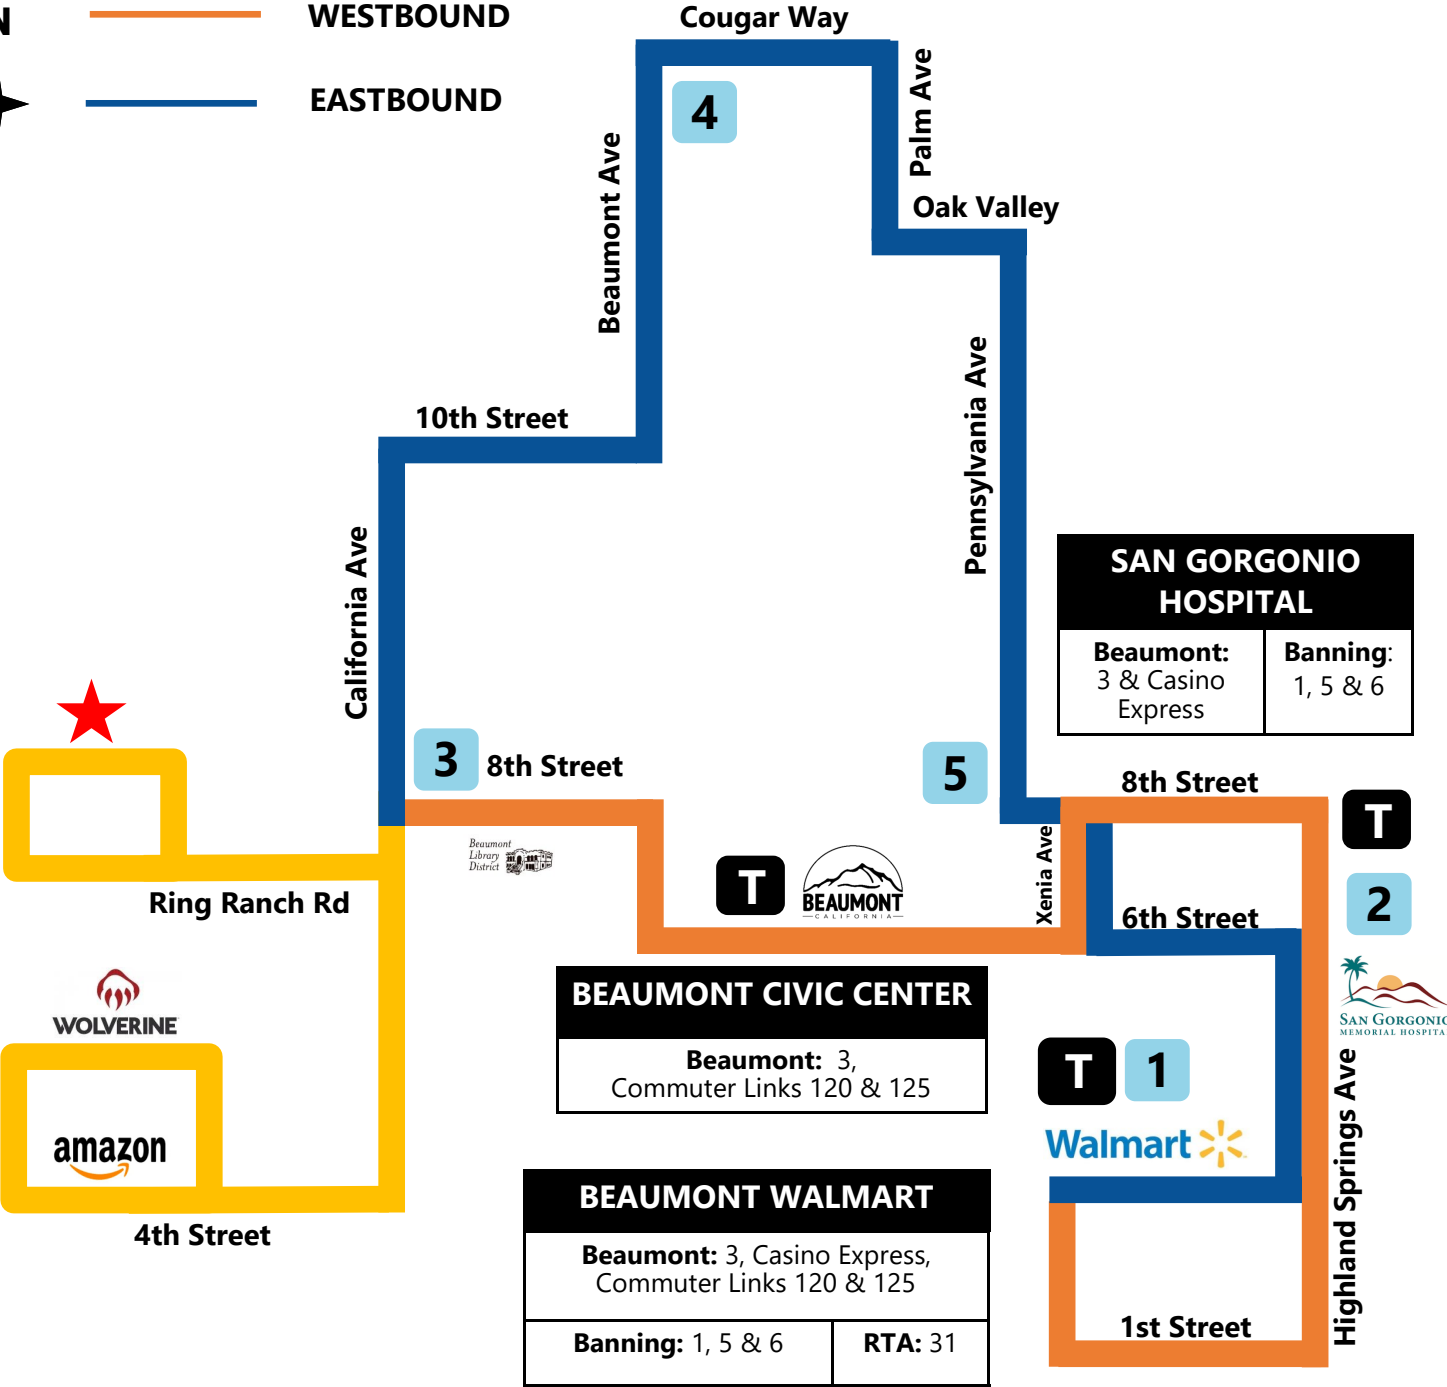 N
WESTBOUND
EASTBOUND
Cougar Way
4
Palm Ave
Beaumont Ave
Oak Valley
10th Street
Pennsylvania Ave
California Ave
SAN GORGONIO
HOSPITAL
Beaumont:
3 & Casino
Express
Banning:
1, 5 & 6
3
8th Street
5
8th Street
T
Beaumont
Library
District
T
BEAUMONT
CALIFORNIA
Xenia Ave
6th Street
2
Ring Ranch Rd
WOLVERINE
BEAUMONT CIVIC CENTER
Beaumont: 3,
Commuter Links 120 & 125
SAN GORGONIO
MEMORIAL HOSPITA
T
1
Walmart
Highland Springs Ave
amazon
4th Street
BEAUMONT WALMART
Beaumont: 3, Casino Express,
Commuter Links 120 & 125
Banning: 1, 5 & 6
RTA: 31
1st Street